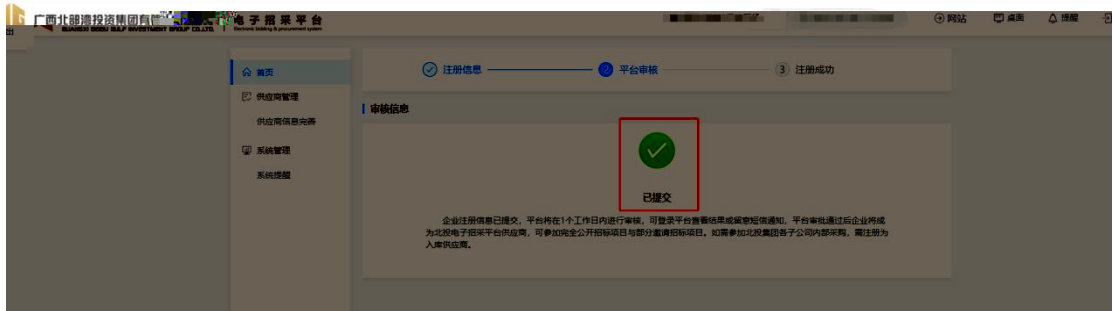 广西北部湾投资集团有
电子招采平台
Electronic bidding & procurement system
网站
桌面
提醒
出
首页
供应商管理
供应商信息完善
系统管理
系统提醒
注册信息
2 平台审核
3 注册成功
审核信息
已提交
企业注册信息已提交，平台将在1个工作日内进行审核，可登录平台查看结果或留意短信通知，平台审批通过后企业将成
为北投电子招采平台供应商，可参加完全公开招标项目与部分邀请招标项目。如需参加北投集团各子公司内部采购，需注册为
入库供应商。